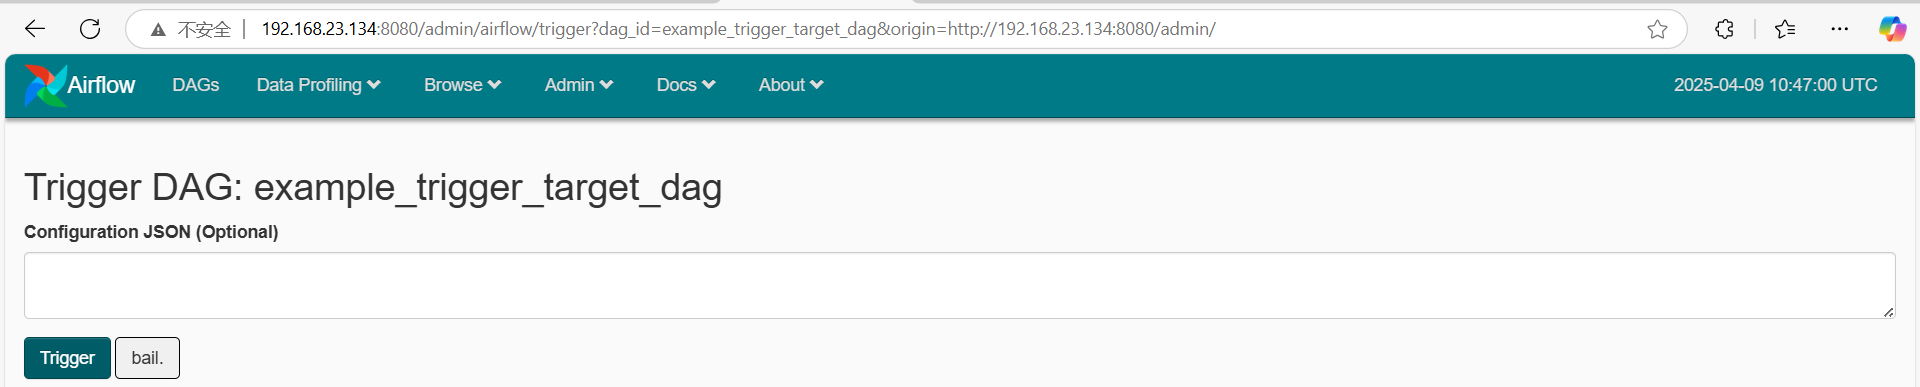 不安全 192.168.23.134:8080/admin/airflow/trigger?dag_id=example_trigger_target_dag&origin=http://192.168.23.134:8080/admin/
Airflow DAGs Data Profiling Browse Admin Docs About 2025-04-09 10:47:00 UTC
Trigger DAG: example_trigger_target_dag
Configuration JSON (Optional)
Trigger bail.